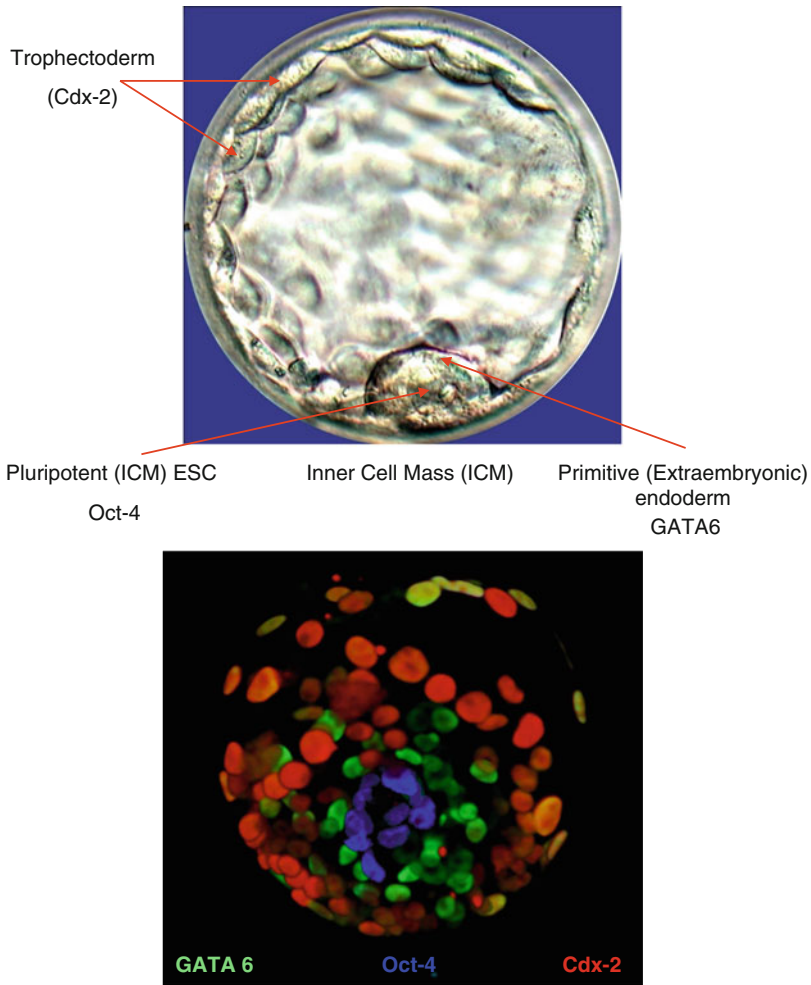 Trophectoderm
(Cdx-2)
Pluripotent (ICM) ESC
Oct-4
Inner Cell Mass (ICM)
Primitive (Extraembryonic)
endoderm
GATA6
GATA 6
Oct-4
Cdx-2